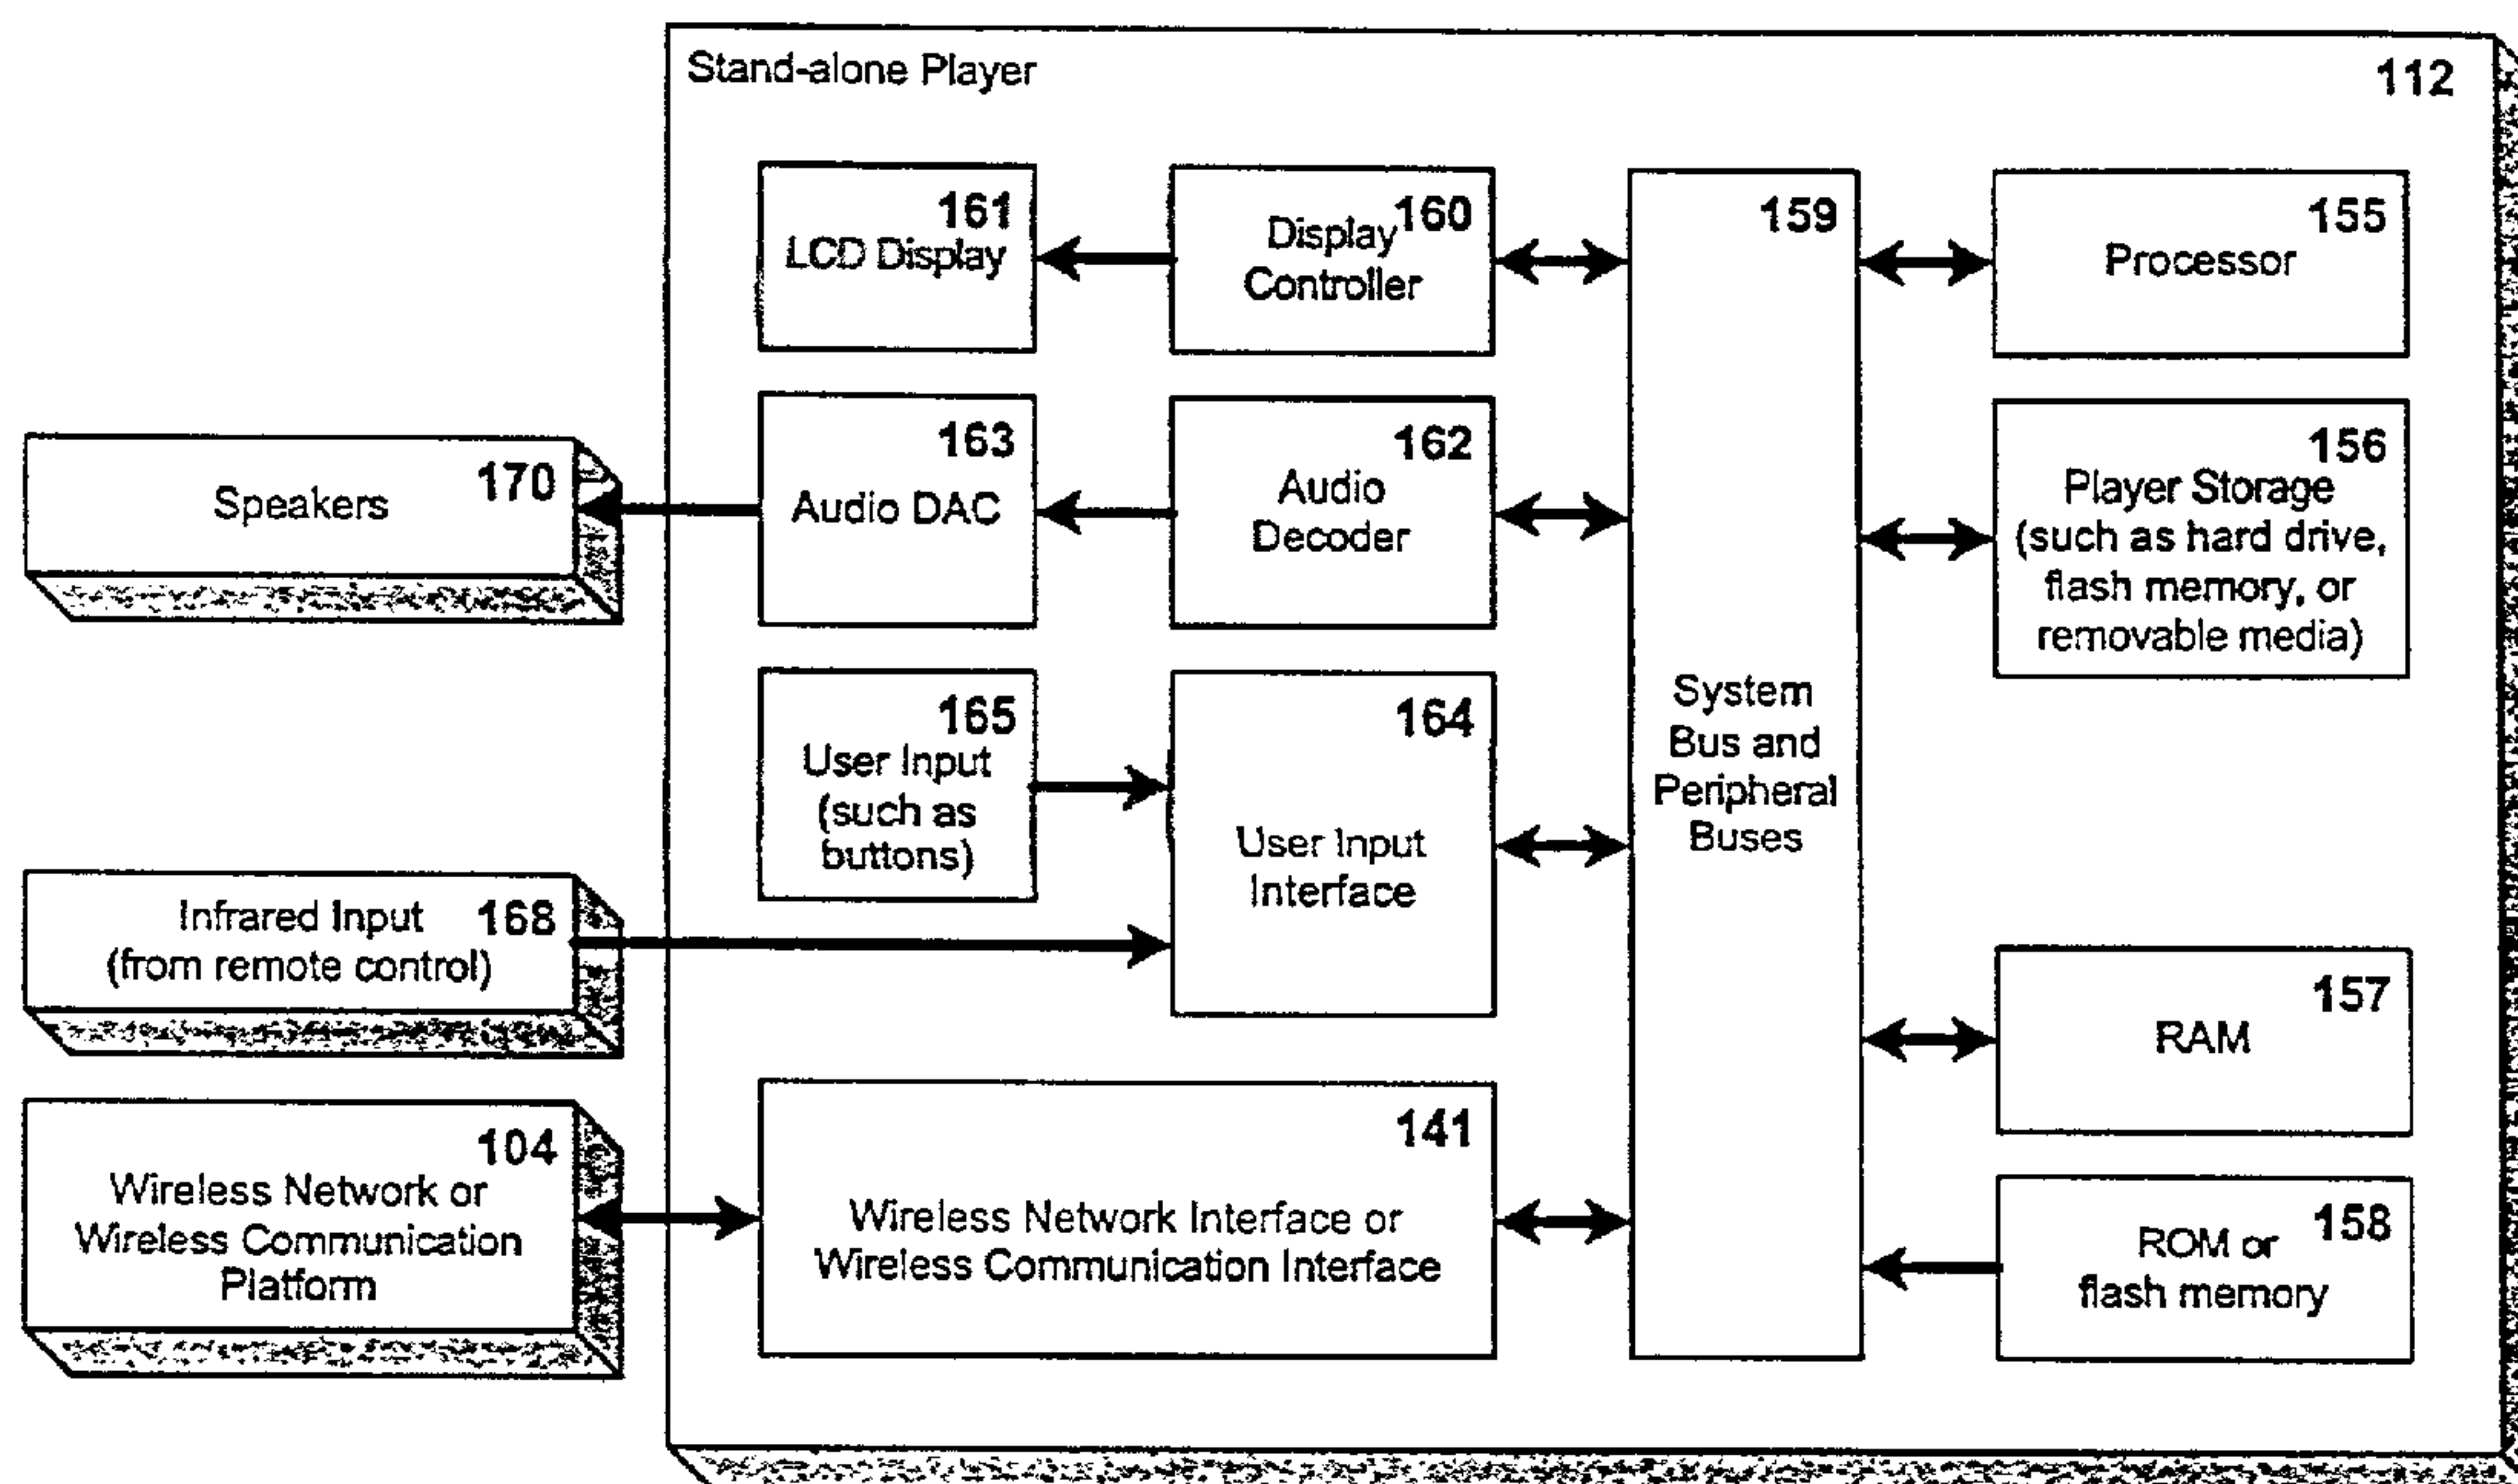 Stand-alone Player
112
161
LCD Display
160
Display
Controller
159
System
Bus and
Peripheral
Buses
155
Processor
163
Audio DAC
162
Audio
Decoder
156
Player Storage
(such as hard drive,
flash memory, or
removable media)
170
Speakers
165
User Input
(such as
buttons)
164
User Input
Interface
168
Infrared Input
(from remote control)
157
RAM
104
Wireless Network or
Wireless Communication
Platform
141
Wireless Network Interface or
Wireless Communication Interface
158
ROM or
flash memory